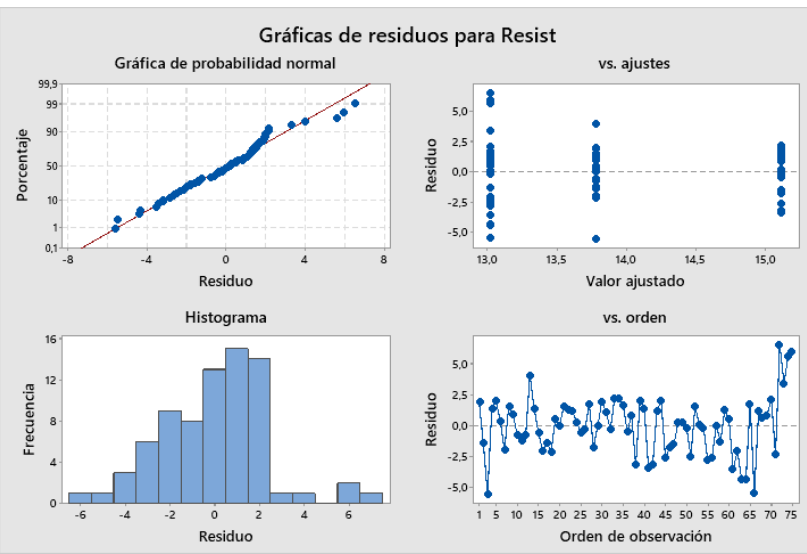 Gráficas de residuos para Resist
Gráfica de probabilidad normal
99,9
99
90
50
10
1
0,1
Porcentaje
-8 -4 0 4 8
Residuo
vs. ajustes
5,0
2,5
0,0
-2,5
-5,0
Residuo
13,0 13,5 14,0 14,5 15,0
Valor ajustado
Histograma
16
12
8
4
0
Frecuencia
-6 -4 -2 0 2 4 6
Residuo
vs. orden
5,0
2,5
0,0
-2,5
-5,0
Residuo
1 5 10 15 20 25 30 35 40 45 50 55 60 65 70 75
Orden de observación